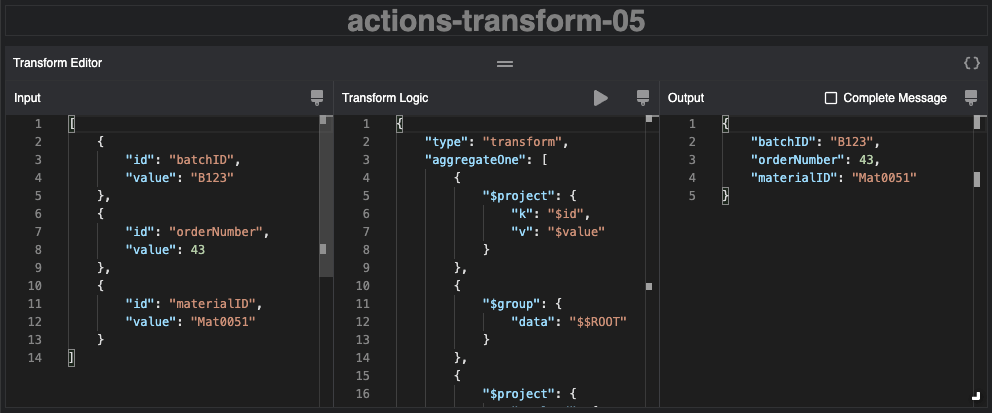 actions-transform-05
Transform Editor
Input
1 [
2 {
3 "id": "batchID",
4 "value": "B123"
5 },
6 {
7 "id": "orderNumber",
8 "value": 43
9 },
10 {
11 "id": "materialID",
12 "value": "Mat0051"
13 }
14 ]
Transform Logic
1 {
2 "type": "transform",
3 "aggregateOne": [
4 {
5 "$project": {
6 "k": "$id",
7 "v": "$value"
8 }
9 },
10 {
11 "$group": {
12 "data": "$$ROOT"
13 }
14 },
15 {
16 "$project": {
Output
Complete Message
1 {
2 "batchID": "B123",
3 "orderNumber": 43,
4 "materialID": "Mat0051"
5 }